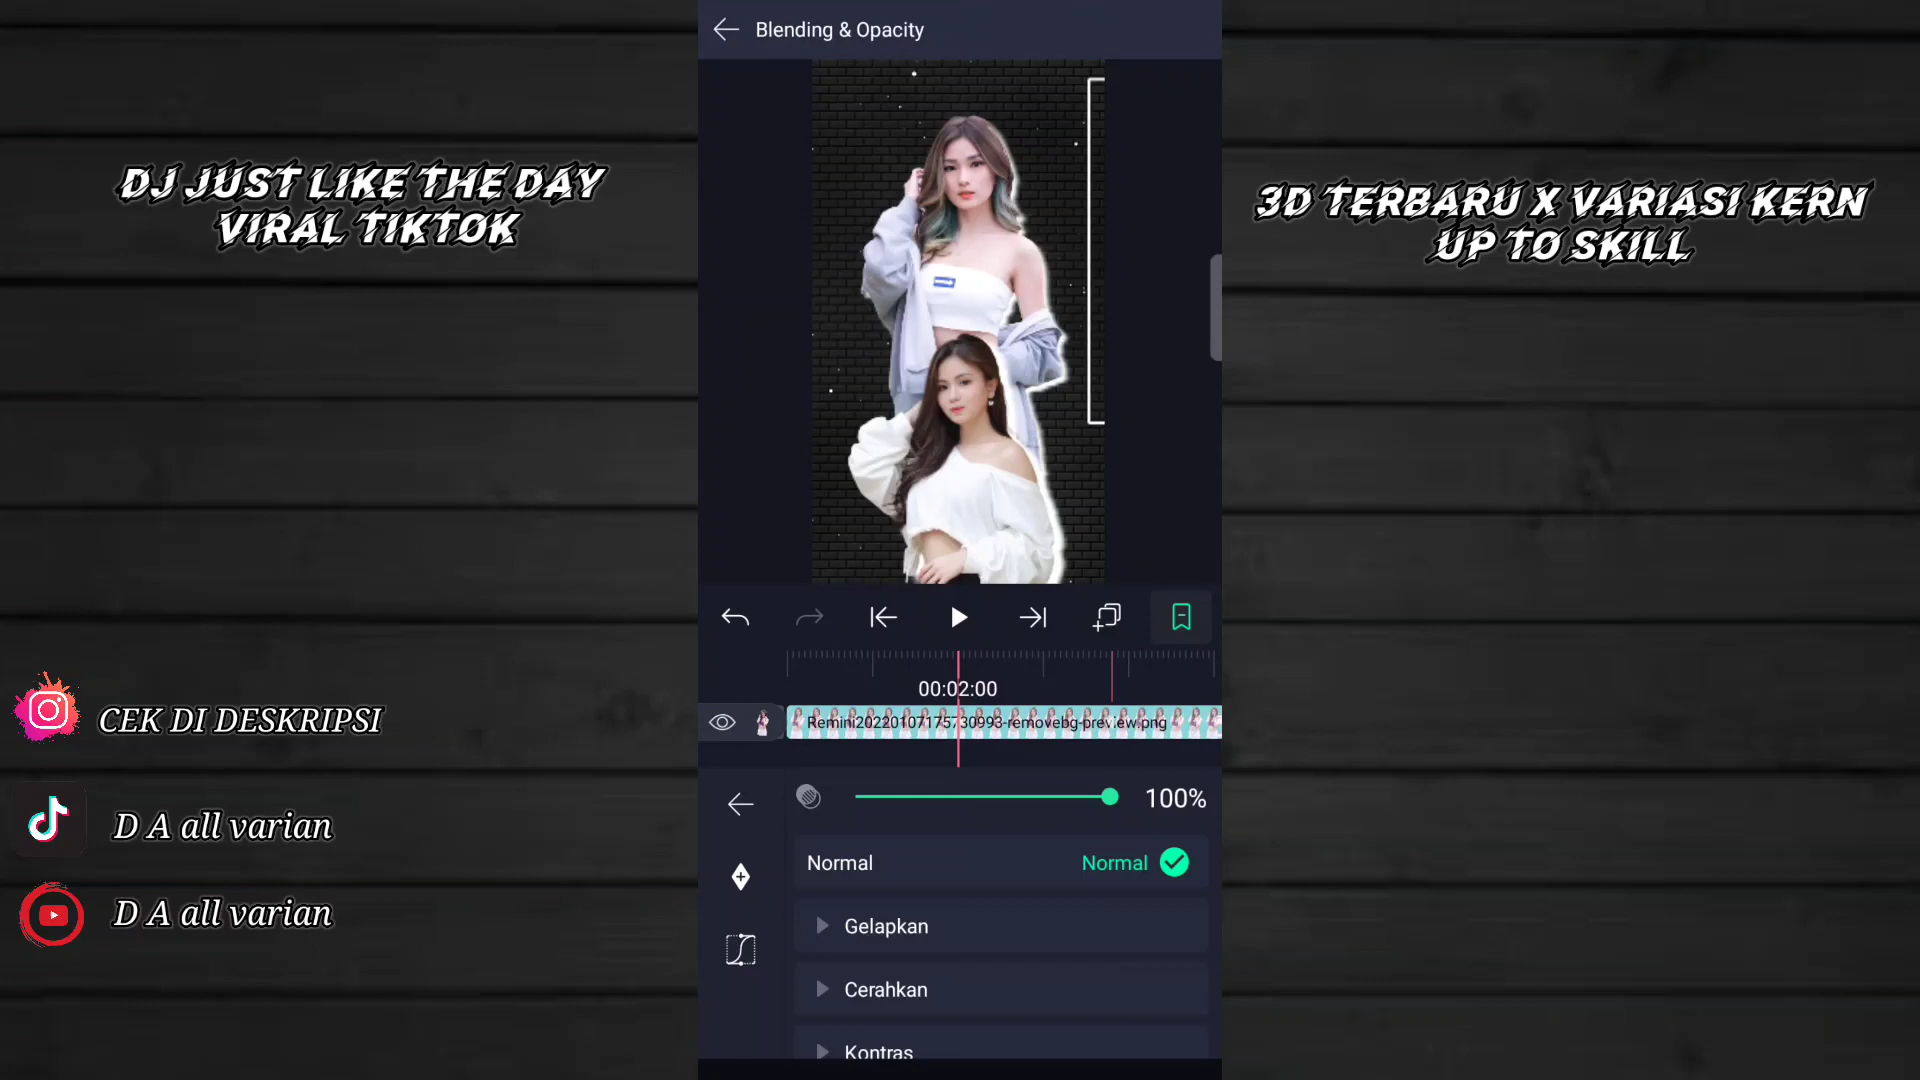 Blending & Opacity
DJ JUST LIKE THE DAY
VIRAL TIKTOK
3D TERBARU X VARIASI KERN
UP TO SKILL
00:02:00
Remini20220107175730993-removebg-preview.png
100%
Normal Normal
Gelapkan
Cerahkan
Kontras
CEK DI DESKRIPSI
D A all varian
D A all varian